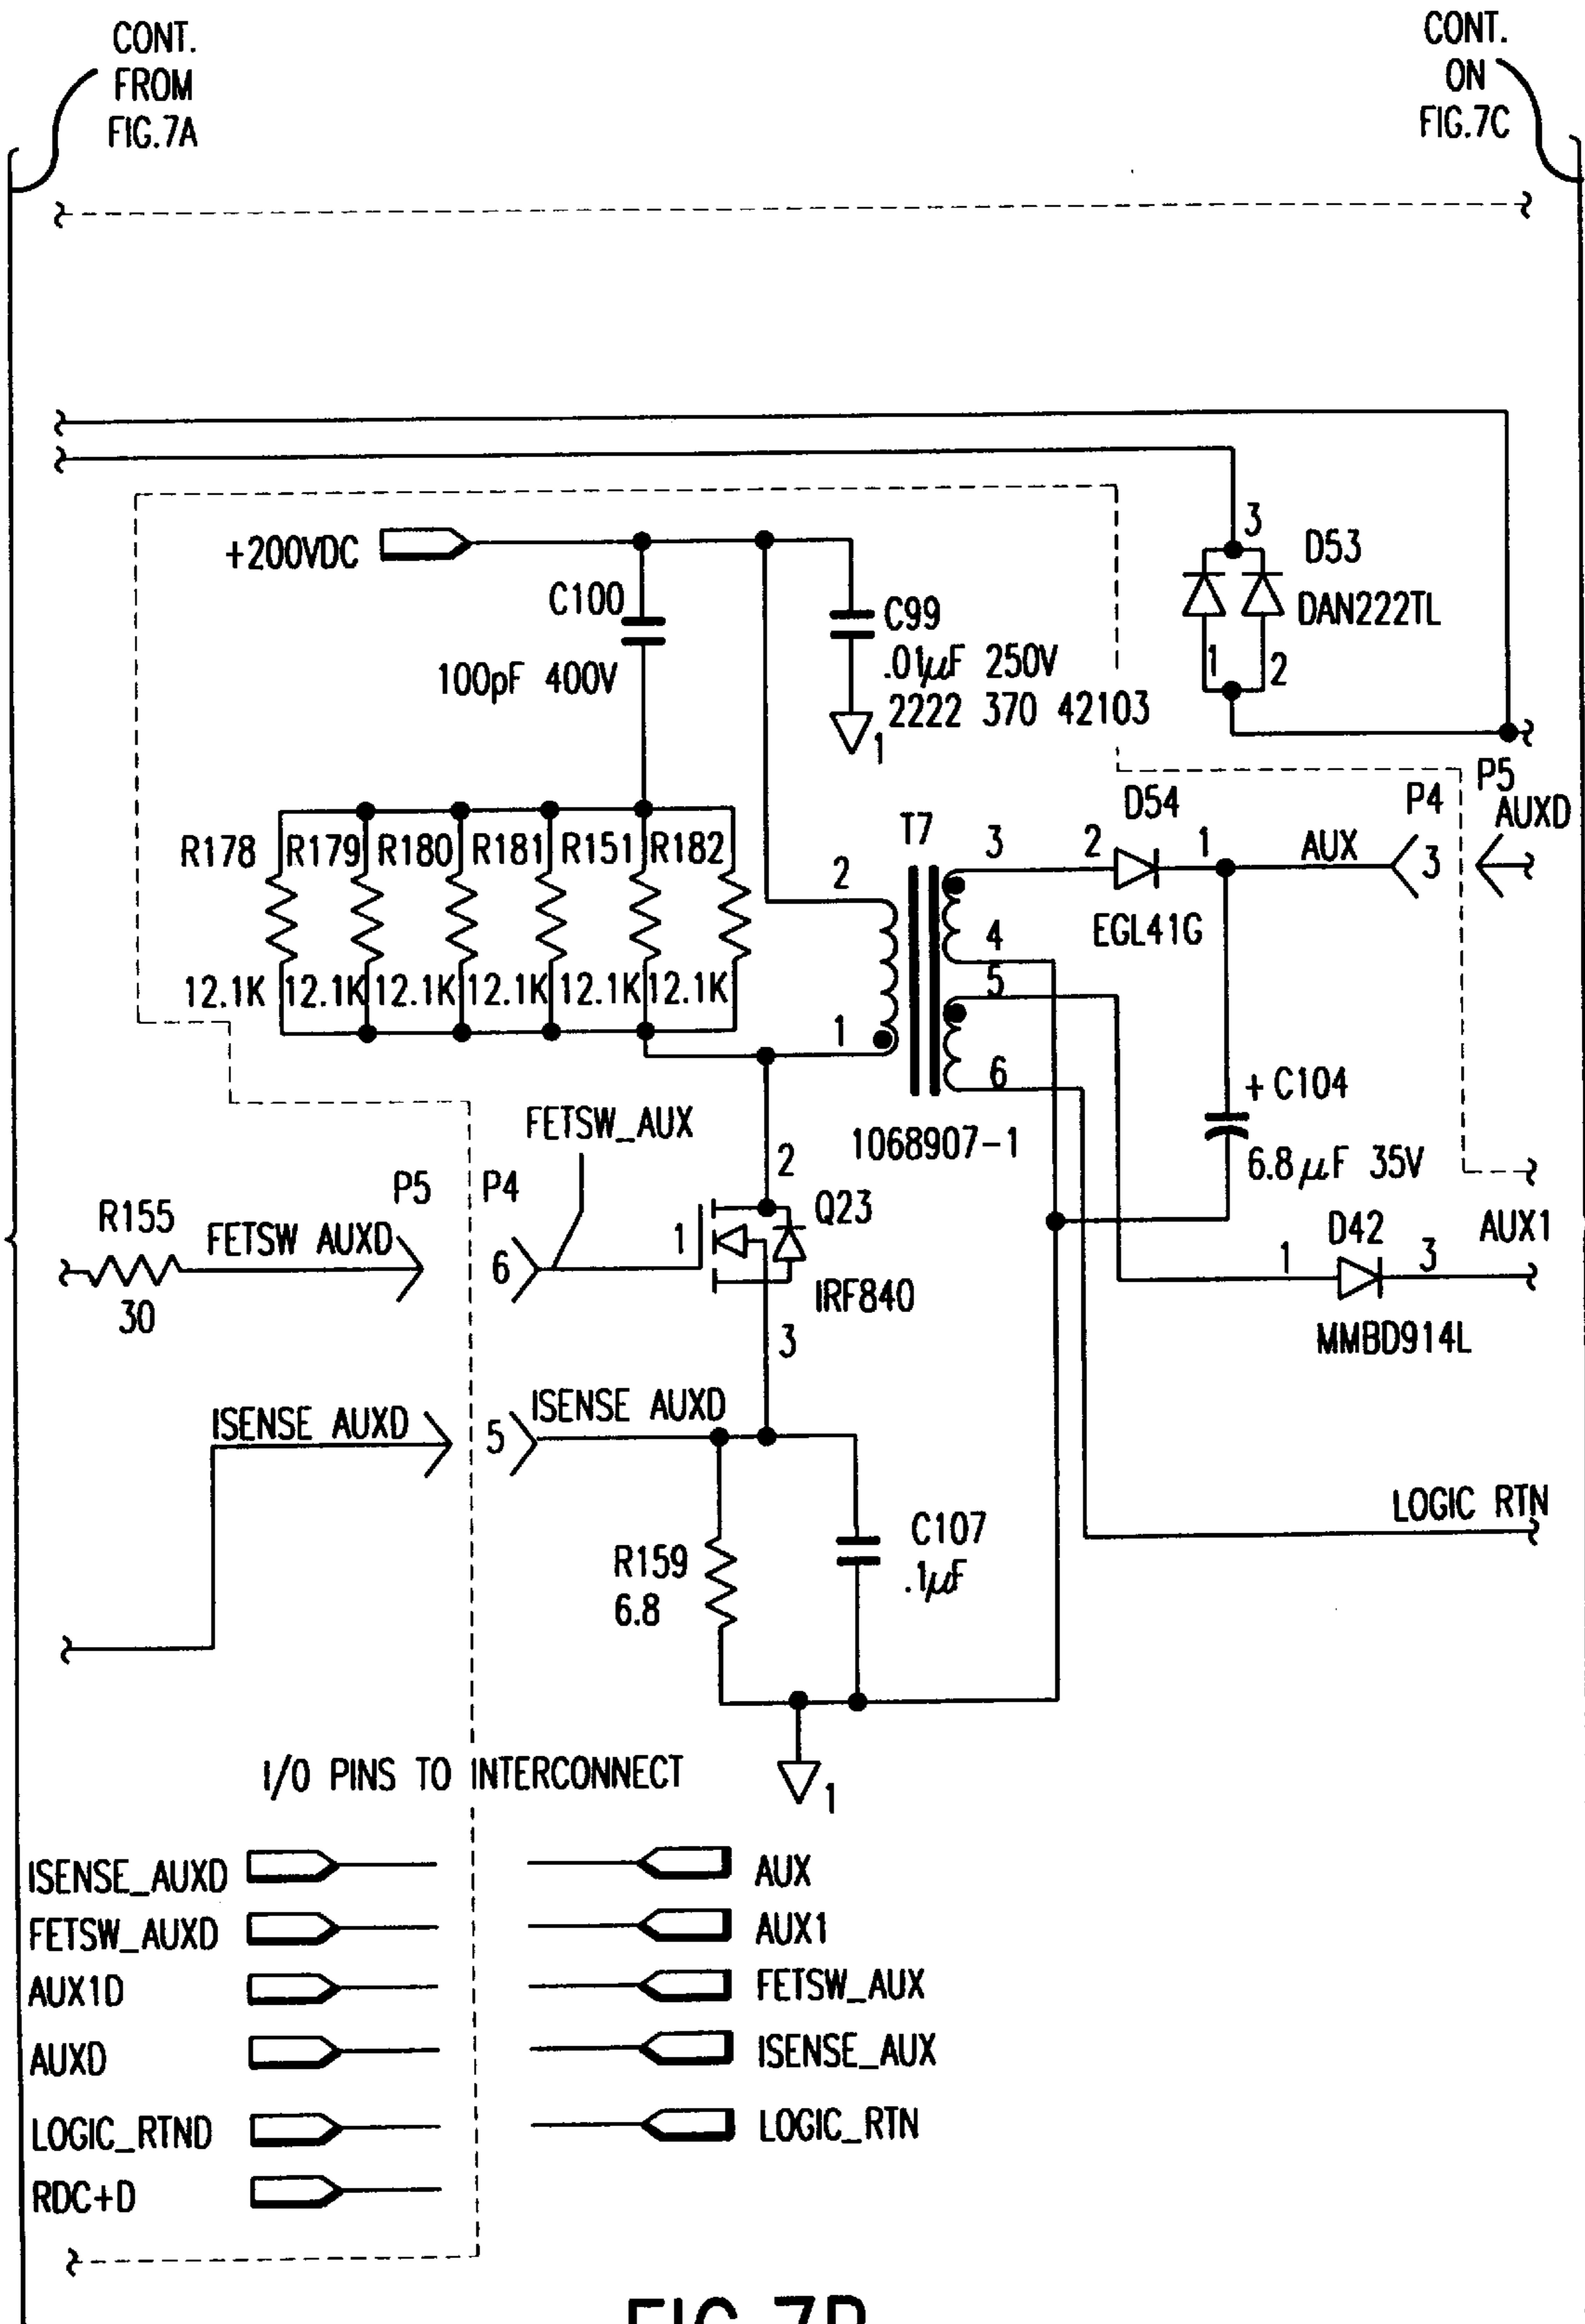 CONT.
FROM
FIG.7A
CONT.
ON
FIG.7C
+200VDC
C100
100pF 400V
C99
.01µF 250V
2222 370 42103
1
3
D53
DAN222TL
1
2
R178 R179 R180 R181 R151 R182
12.1K 12.1K 12.1K 12.1K 12.1K 12.1K
T7
2
1
3
4
5
6
1068907-1
D54
2
1
EGL41G
AUX
P4
3
P5
AUXD
+ C104
6.8µF 35V
FETSW_AUX
R155
30
FETSW AUXD
P5
P4
6
1
2
Q23
IRF840
3
D42
1
3
AUX1
MMBD914L
ISENSE AUXD
5
ISENSE AUXD
LOGIC RTN
R159
6.8
C107
.1µF
1
I/O PINS TO INTERCONNECT
ISENSE_AUXD
AUX
FETSW_AUXD
AUX1
AUX1D
FETSW_AUX
AUXD
ISENSE_AUX
LOGIC_RTND
LOGIC_RTN
RDC+D
FIG.7B